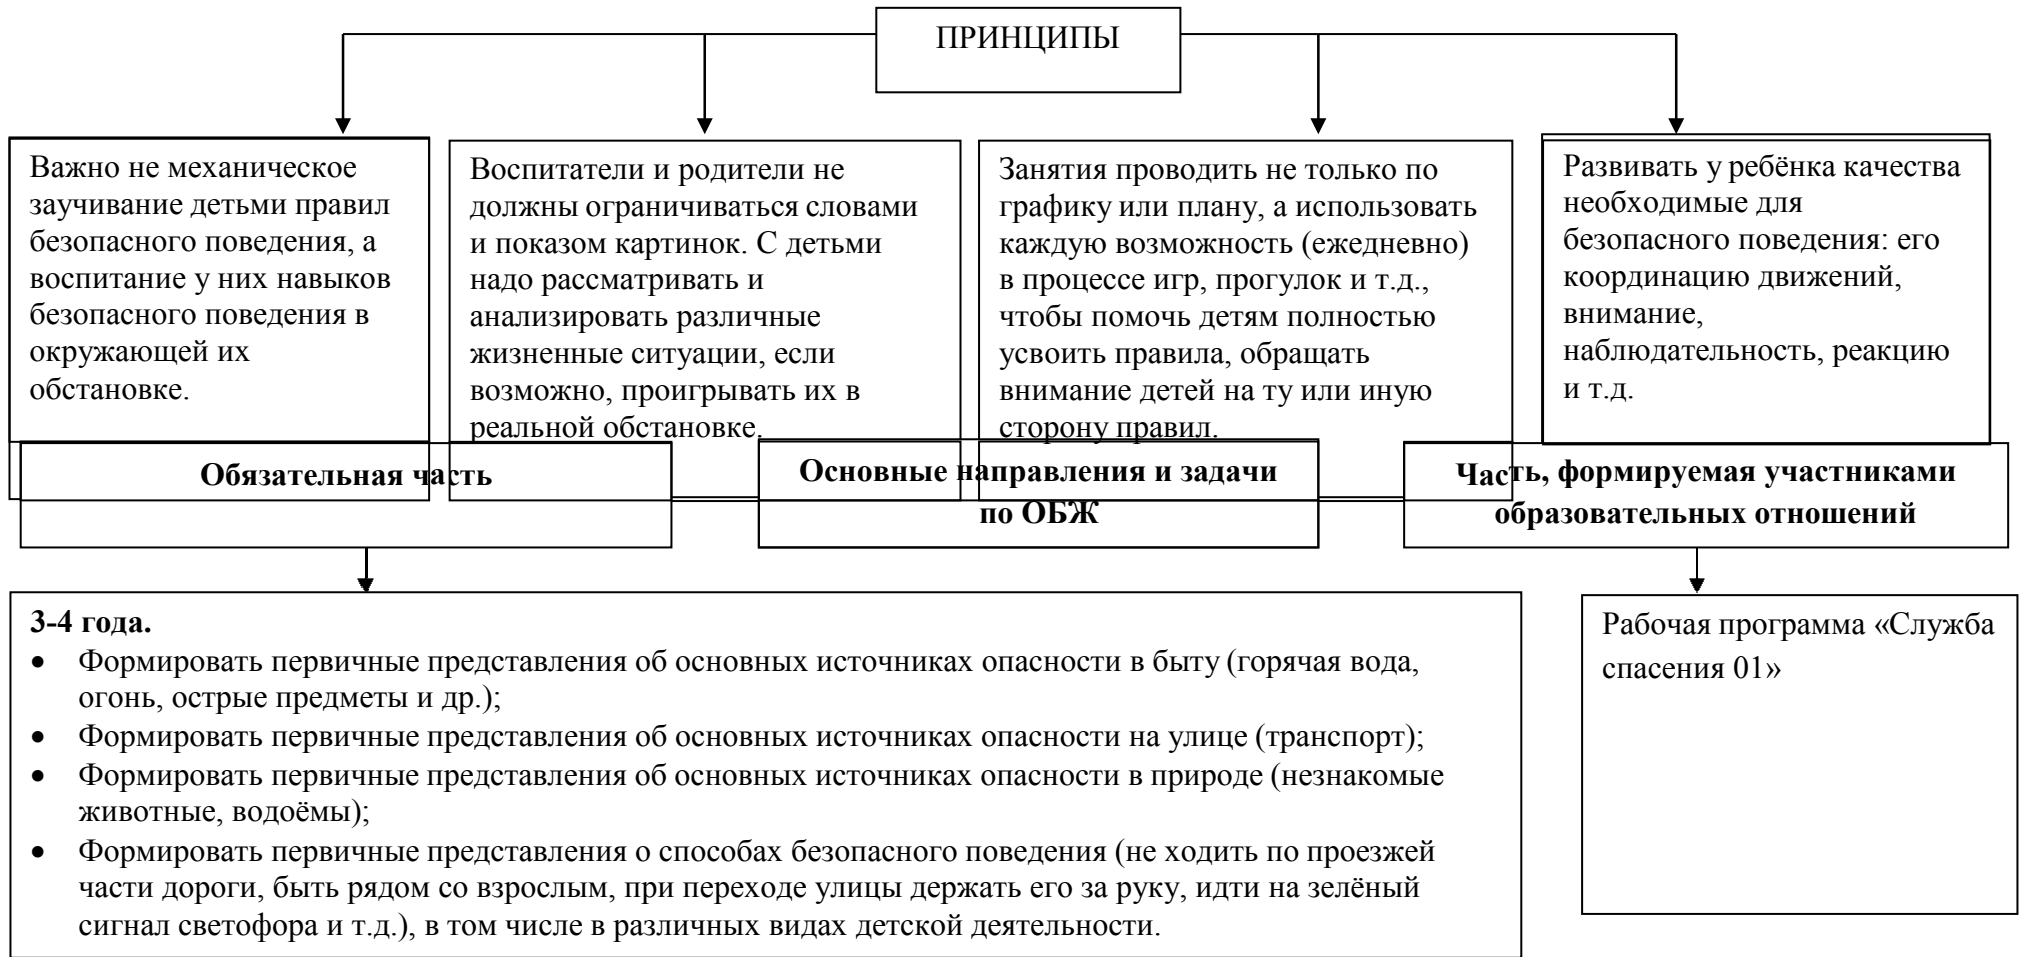 ПРИНЦИПЫ
Важно не механическое
заучивание детьми правил
безопасного поведения, а
воспитание у них навыков
безопасного поведения в
окружающей их
обстановке.
Воспитатели и родители не
должны ограничиваться словами
и показом картинок. С детьми
надо рассматривать и
анализировать различные
жизненные ситуации, если
возможно, проигрывать их в
реальной обстановке.
Занятия проводить не только по
графику или плану, а использовать
каждую возможность (ежедневно)
в процессе игр, прогулок и т.д.,
чтобы помочь детям полностью
усвоить правила, обращать
внимание детей на ту или иную
сторону правил.
Развивать у ребёнка качества
необходимые для
безопасного поведения: его
координацию движений,
внимание,
наблюдательность, реакцию
и т.д.
Обязательная часть
Основные направления и задачи
по ОБЖ
Часть, формируемая участниками
образовательных отношений
3-4 года.
• Формировать первичные представления об основных источниках опасности в быту (горячая вода,
огонь, острые предметы и др.);
• Формировать первичные представления об основных источниках опасности на улице (транспорт);
• Формировать первичные представления об основных источниках опасности в природе (незнакомые
животные, водоёмы);
• Формировать первичные представления о способах безопасного поведения (не ходить по проезжей
части дороги, быть рядом со взрослым, при переходе улицы держать его за руку, идти на зелёный
сигнал светофора и т.д.), в том числе в различных видах детской деятельности.
Рабочая программа «Служба
спасения 01»